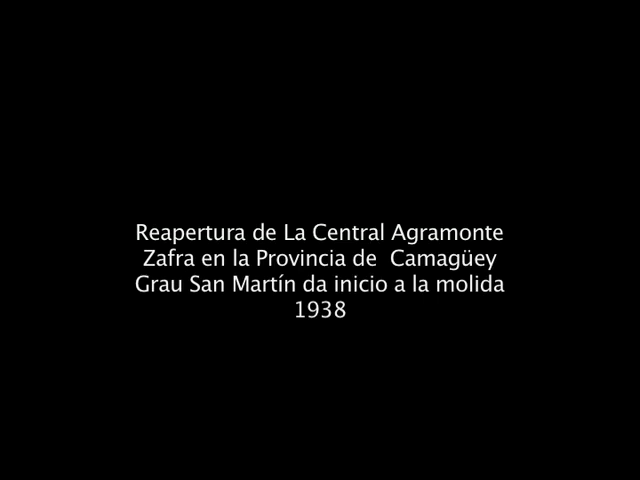 Reapertura de La Central Agramonte
Zafra en la Provincia de  Camagüey
Grau San Martín da inicio a la molida
1938